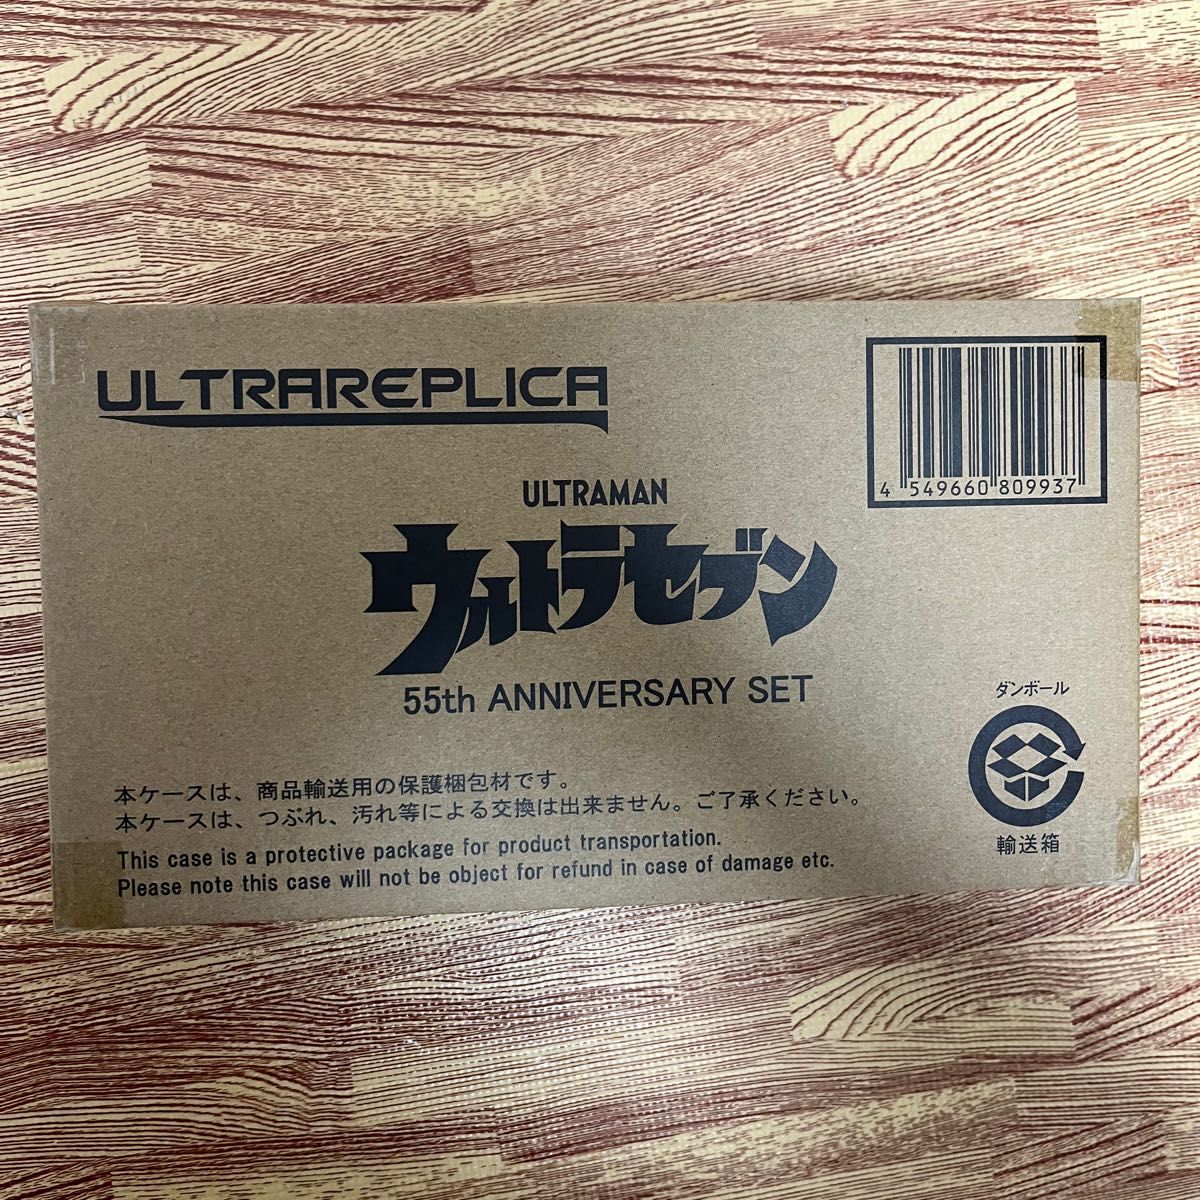 ULTRAREPLICA
4 549660 809937
ULTRAMAN
ウルトラセブン
55th ANNIVERSARY SET
ダンボール
輸送箱
本ケースは、商品輸送用の保護梱包材です。
本ケースは、つぶれ、汚れ等による交換は出来ません。ご了承ください。
This case is a protective package for product transportation.
Please note this case will not be object for refund in case of damage etc.